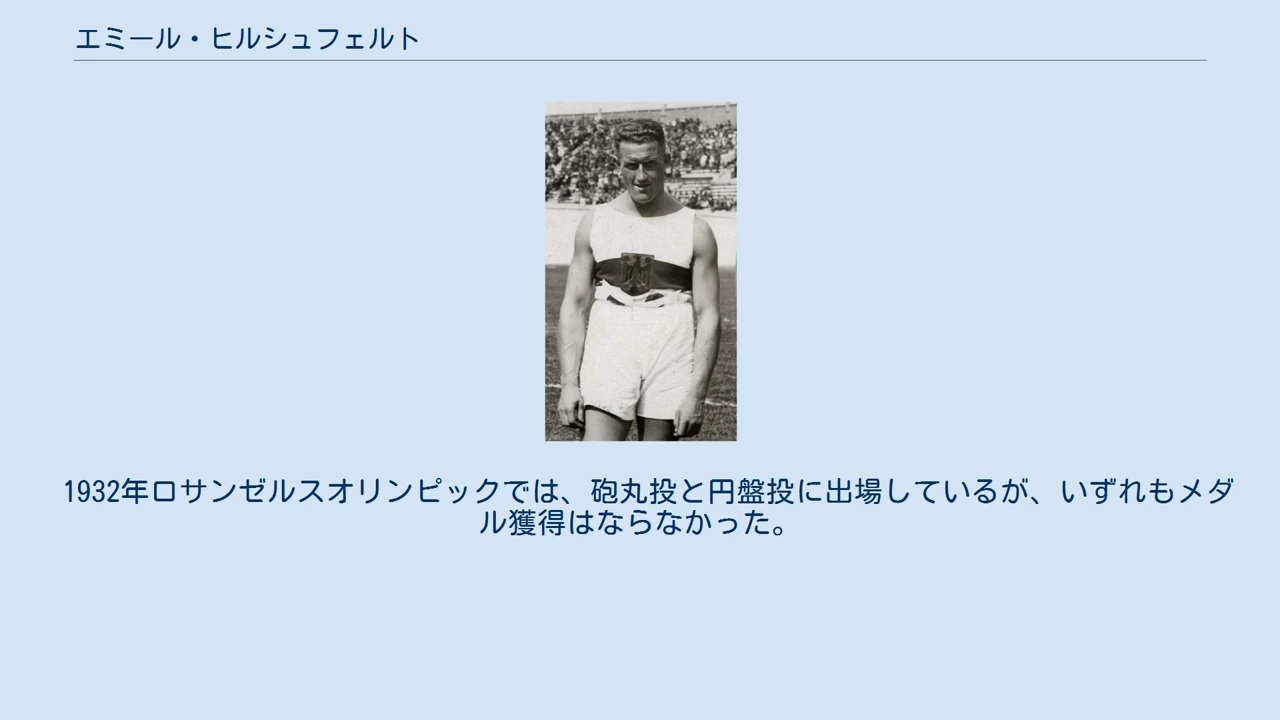 エミール・ヒルシュフェルト
1932年ロサンゼルスオリンピックでは、砲丸投と円盤投に出場しているが、いずれもメダ
ル獲得はならなかった。